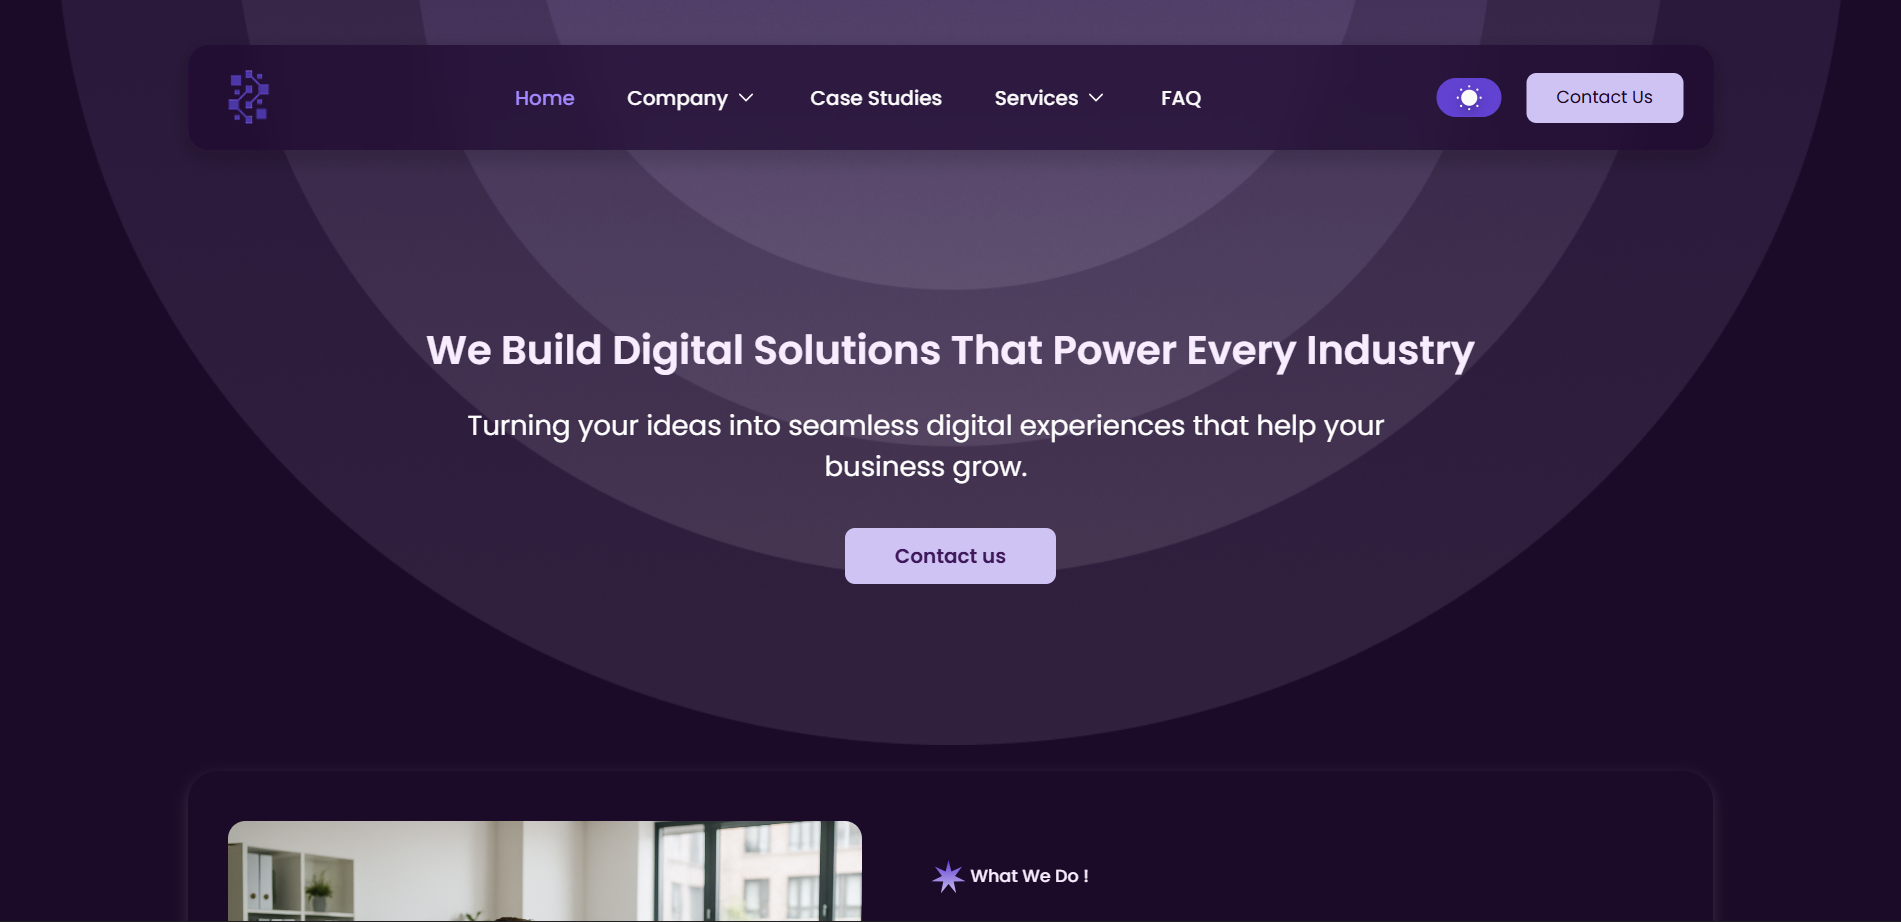 Home
Company
Case Studies
Services
FAQ
Contact Us
We Build Digital Solutions That Power Every Industry
Turning your ideas into seamless digital experiences that help your
business grow.
Contact us
What We Do !